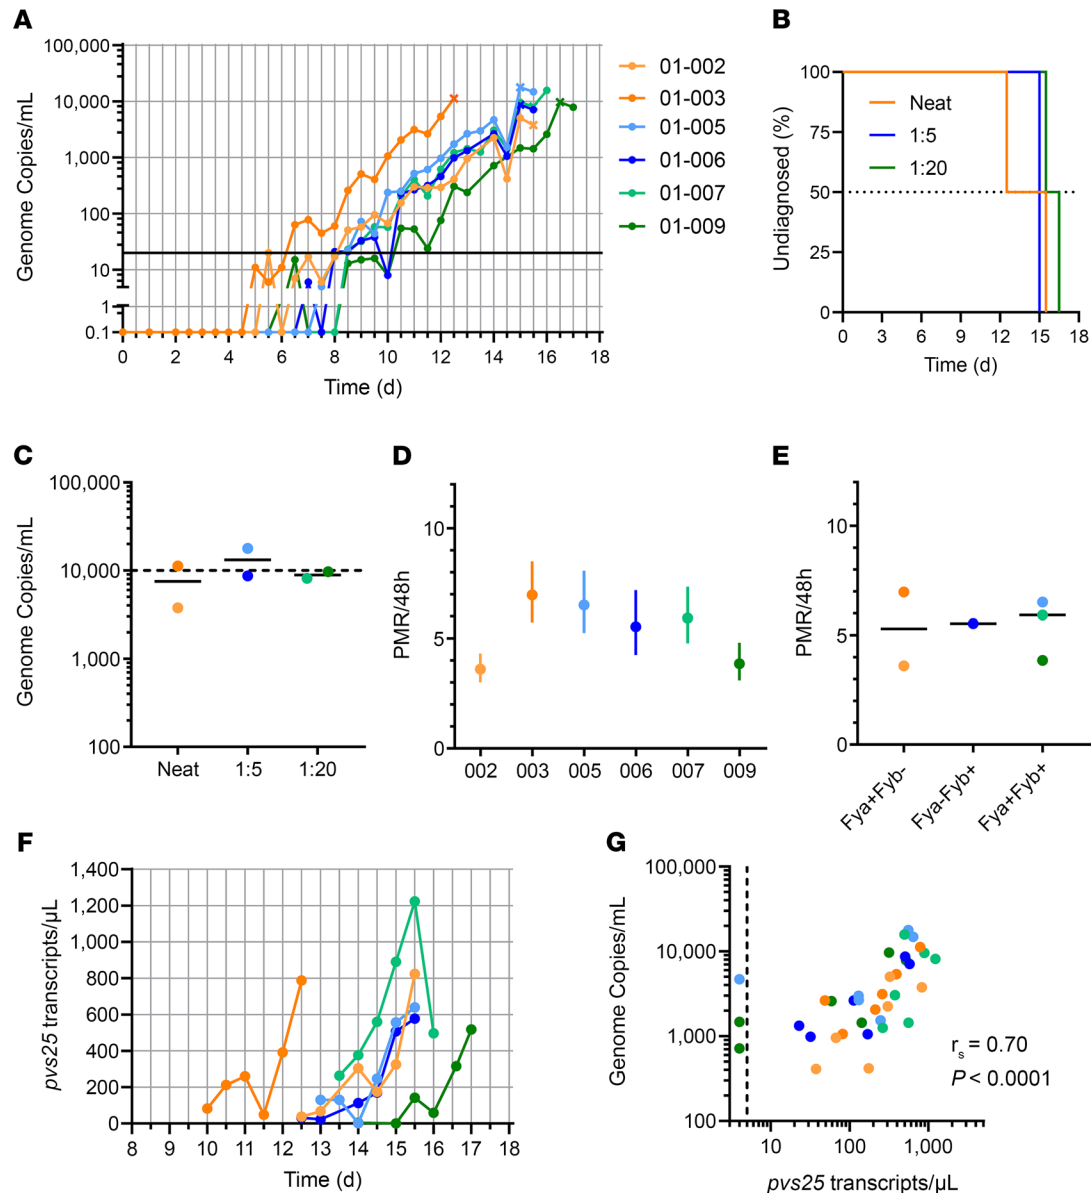 A
100,000
10,000
1,000
100
10
1
0.1
Genome Copies/mL
0 2 4 6 8 10 12 14 16 18
Time (d)
01-002
01-003
01-005
01-006
01-007
01-009
B
100
75
50
25
0
Undiagnosed (%)
Neat
1:5
1:20
0 3 6 9 12 15 18
Time (d)
C
100,000
10,000
1,000
100
Genome Copies/mL
Neat 1:5 1:20
D
10
5
0
PMR/48h
002 003 005 006 007 009
E
10
5
0
PMR/48h
Fya+Fyb-
Fya-Fyb+
Fya+Fyb+
F
1,400
1,200
1,000
800
600
400
200
0
pvs25 transcripts/µL
8 9 10 11 12 13 14 15 16 17 18
Time (d)
G
100,000
10,000
1,000
100
Genome Copies/mL
rs = 0.70
P < 0.0001
10 100 1,000
pvs25 transcripts/µL